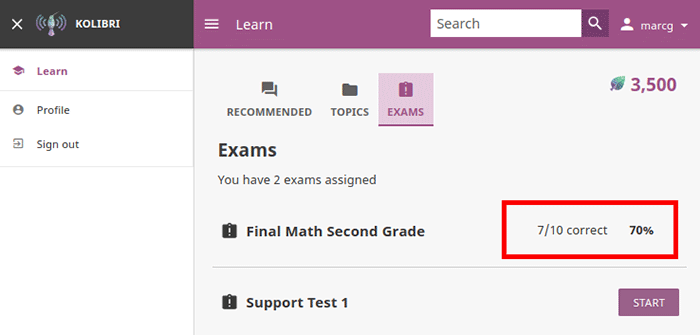 KOLIBRI
Learn
Search
marcg
Learn
Profile
Sign out
3,500
RECOMMENDED
TOPICS
EXAMS
Exams
You have 2 exams assigned
Final Math Second Grade
7/10 correct 70%
Support Test 1
START